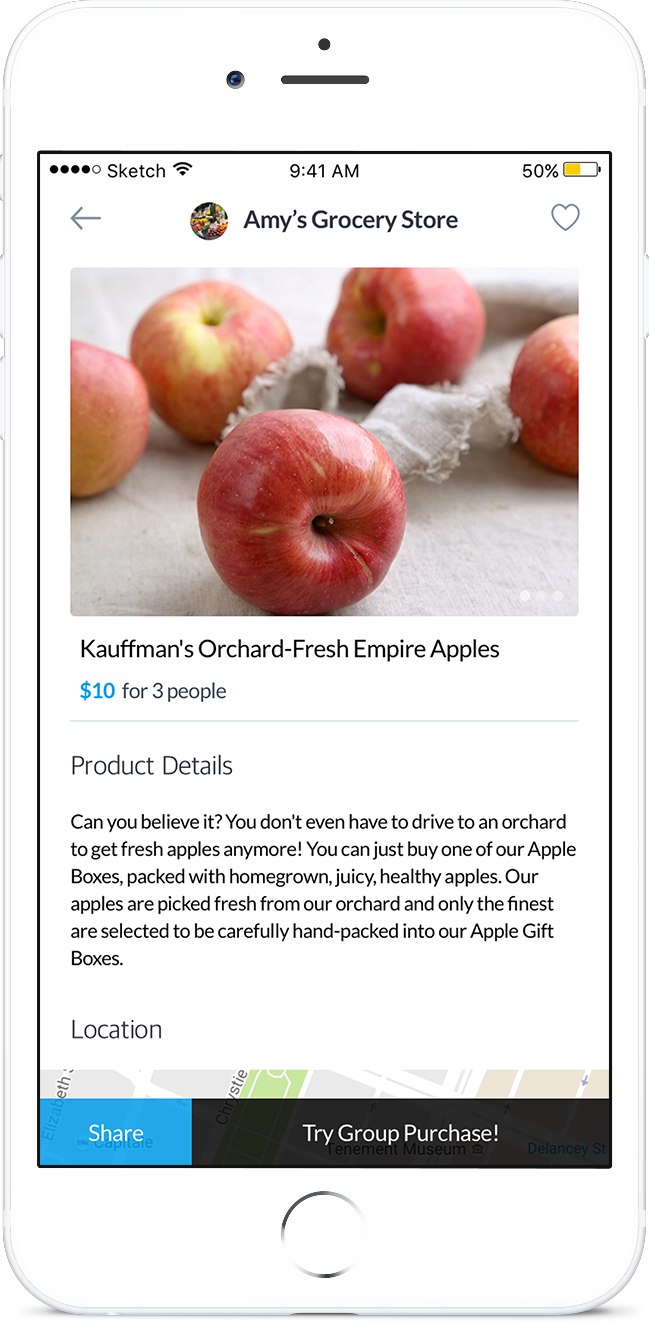 Sketch 9:41 AM 50%
Amy's Grocery Store
Kauffman's Orchard-Fresh Empire Apples
$10 for 3 people
Product Details
Can you believe it? You don't even have to drive to an orchard
to get fresh apples anymore! You can just buy one of our Apple
Boxes, packed with homegrown, juicy, healthy apples. Our
apples are picked fresh from our orchard and only the finest
are selected to be carefully hand-packed into our Apple Gift
Boxes.
Location
Elizabeth S
Chrystie
Share
Try Group Purchase!
Capitale
Tenement Museum
Delancey St